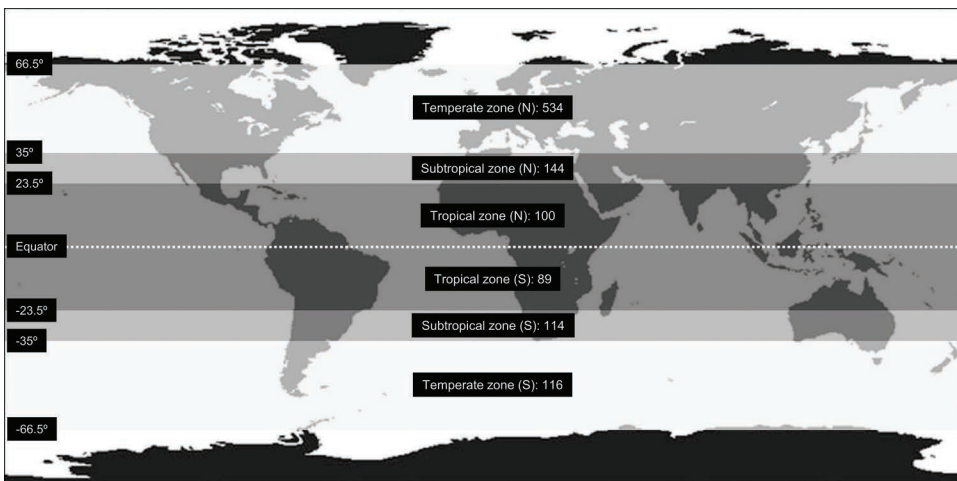 66.5º
Temperate zone (N): 534
35º
Subtropical zone (N): 144
23.5º
Tropical zone (N): 100
Equator
Tropical zone (S): 89
-23.5º
Subtropical zone (S): 114
-35º
Temperate zone (S): 116
-66.5º